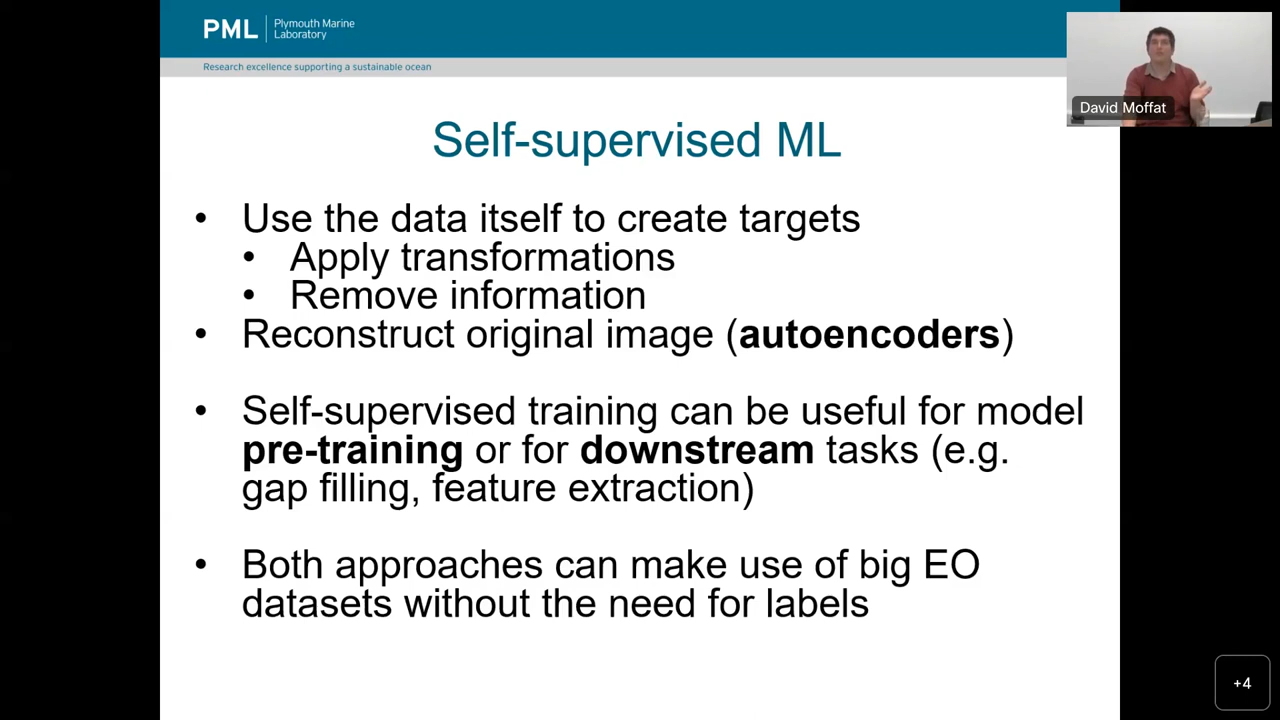 PML | Plymouth Marine
Laboratory
Research excellence supporting a sustainable ocean
David Moffat
Self-supervised ML
• Use the data itself to create targets
• Apply transformations
• Remove information
• Reconstruct original image (autoencoders)
• Self-supervised training can be useful for model
pre-training or for downstream tasks (e.g.
gap filling, feature extraction)
• Both approaches can make use of big EO
datasets without the need for labels
+4